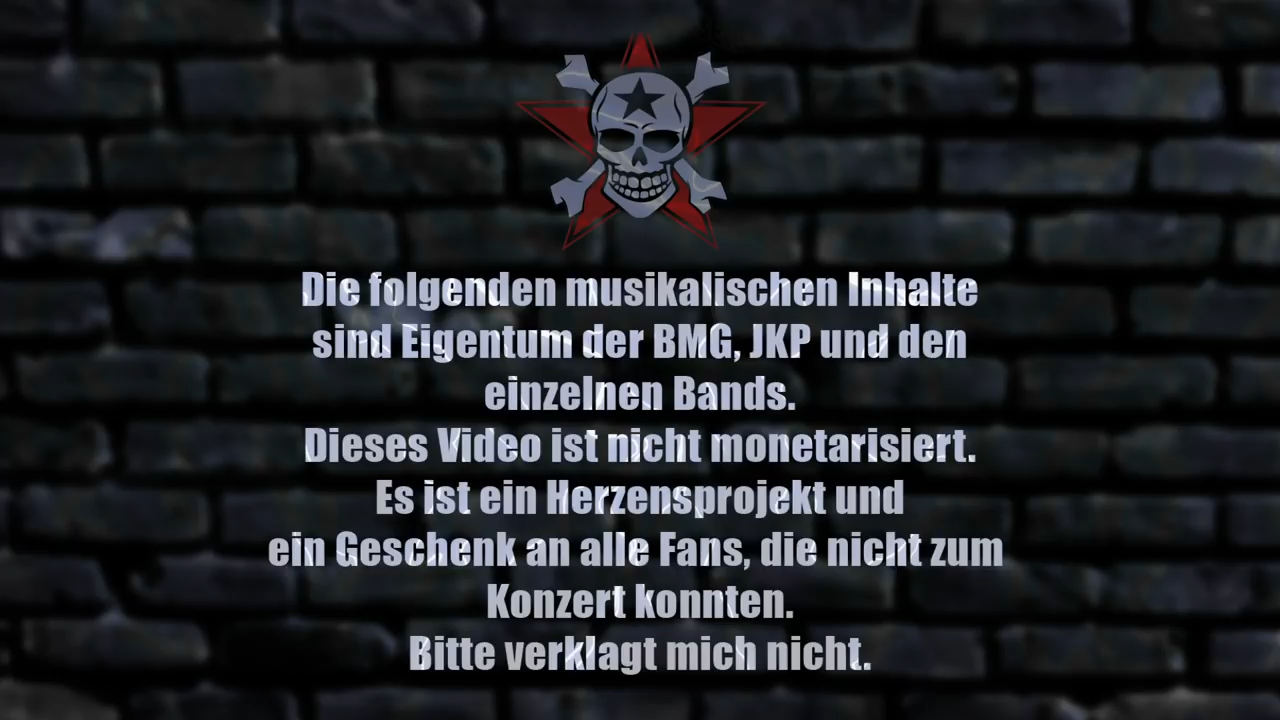 Die folgenden musikalischen Inhalte
sind Eigentum der BMG, JKP und den
einzelnen Bands.
Dieses Video ist nicht monetarisiert.
Es ist ein Herzensprojekt und
ein Geschenk an alle Fans, die nicht zum
Konzert konnten.
Bitte verklagt mich nicht.